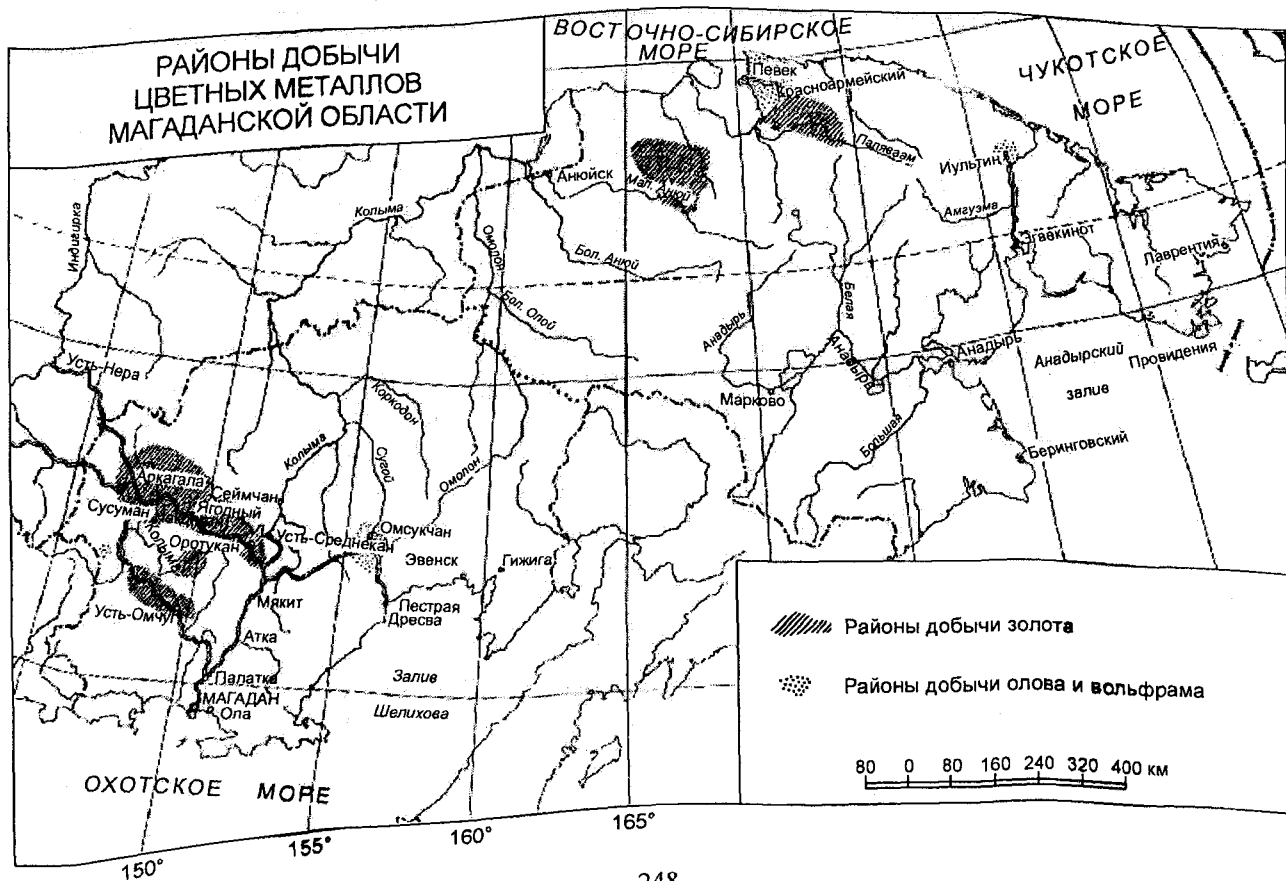 РАЙОНЫ ДОБЫЧИ
ЦВЕТНЫХ МЕТАЛЛОВ
МАГАДАНСКОЙ ОБЛАСТИ
ВОСТОЧНО-СИБИРСКОЕ
МОРЕ
ЧУКОТСКОЕ
МОРЕ
Певек
Красноармейский
Паляваам
Иультин
Амгуэма
Эгвекинот
Лаврентия
Анюйск
Мал. Анюй
Колыма
Индигирка
Омолон
Бол. Анюй
Бол. Олой
Белая
Анадырь
Анадырь
Анадырь
Анадырский
залив
Провидения
Марково
Большая
Беринговский
Усть-Нера
Коркодон
Колыма
Сугой
Омолон
Аркагала
Сеймчан
Сусуман
Ягодный
Колыма
Оротукан
Усть-Среднекан
Омсукчан
Эвенск
Гижига
Усть-Омчуг
Мякит
Пестрая
Дресва
Атка
Палатка
МАГАДАН
Ола
Залив
Шелихова
ОХОТСКОЕ МОРЕ
Районы добычи золота
Районы добычи олова и вольфрама
80 0 80 160 240 320 400 км
150° 155° 160° 165°
248